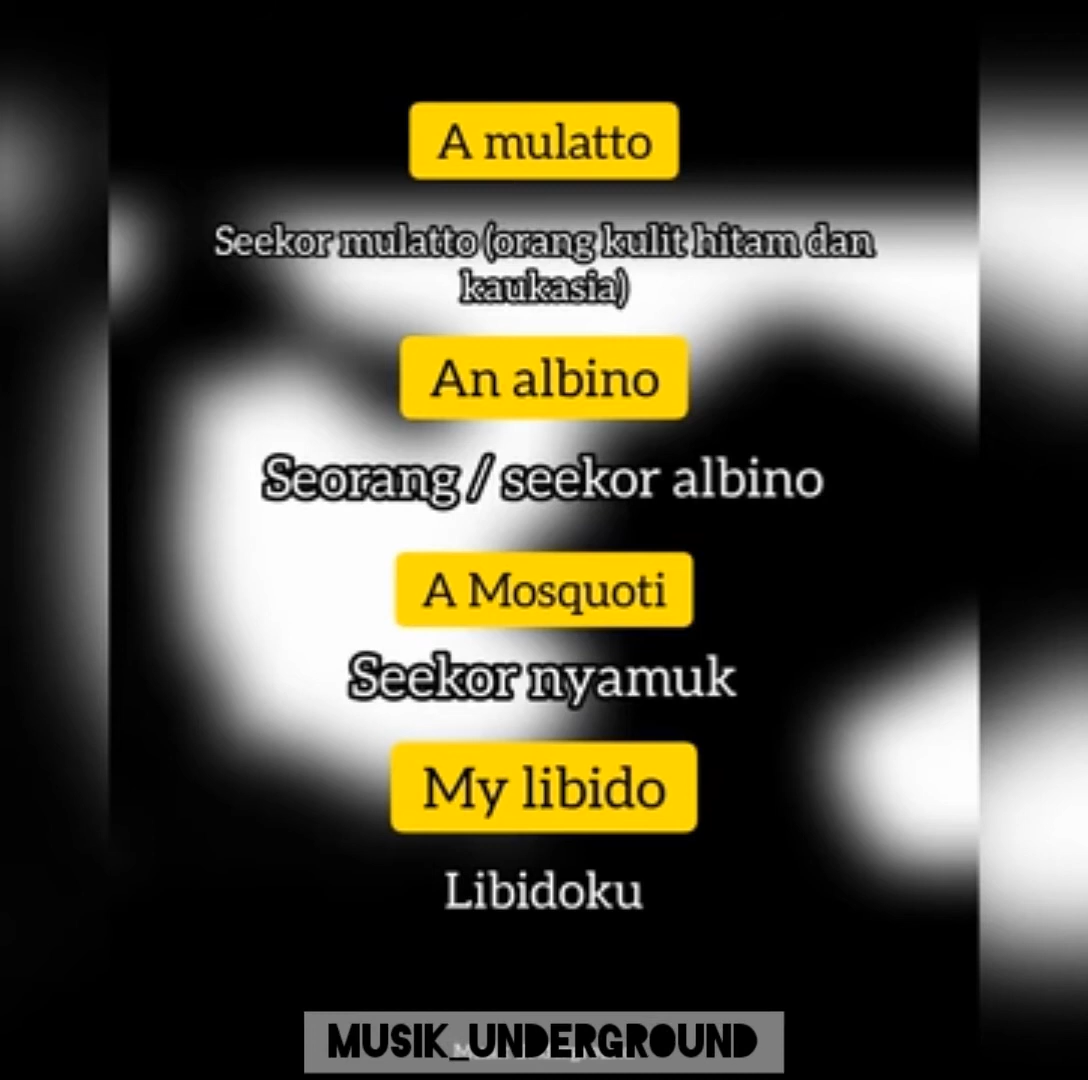 A mulatto
Seekor mulatto (orang kulit hitam dan
kaukasia)
An albino
Seorang / seekor albino
A Mosquoti
Seekor nyamuk
My libido
Libidoku
MUSIK_UNDERGROUND